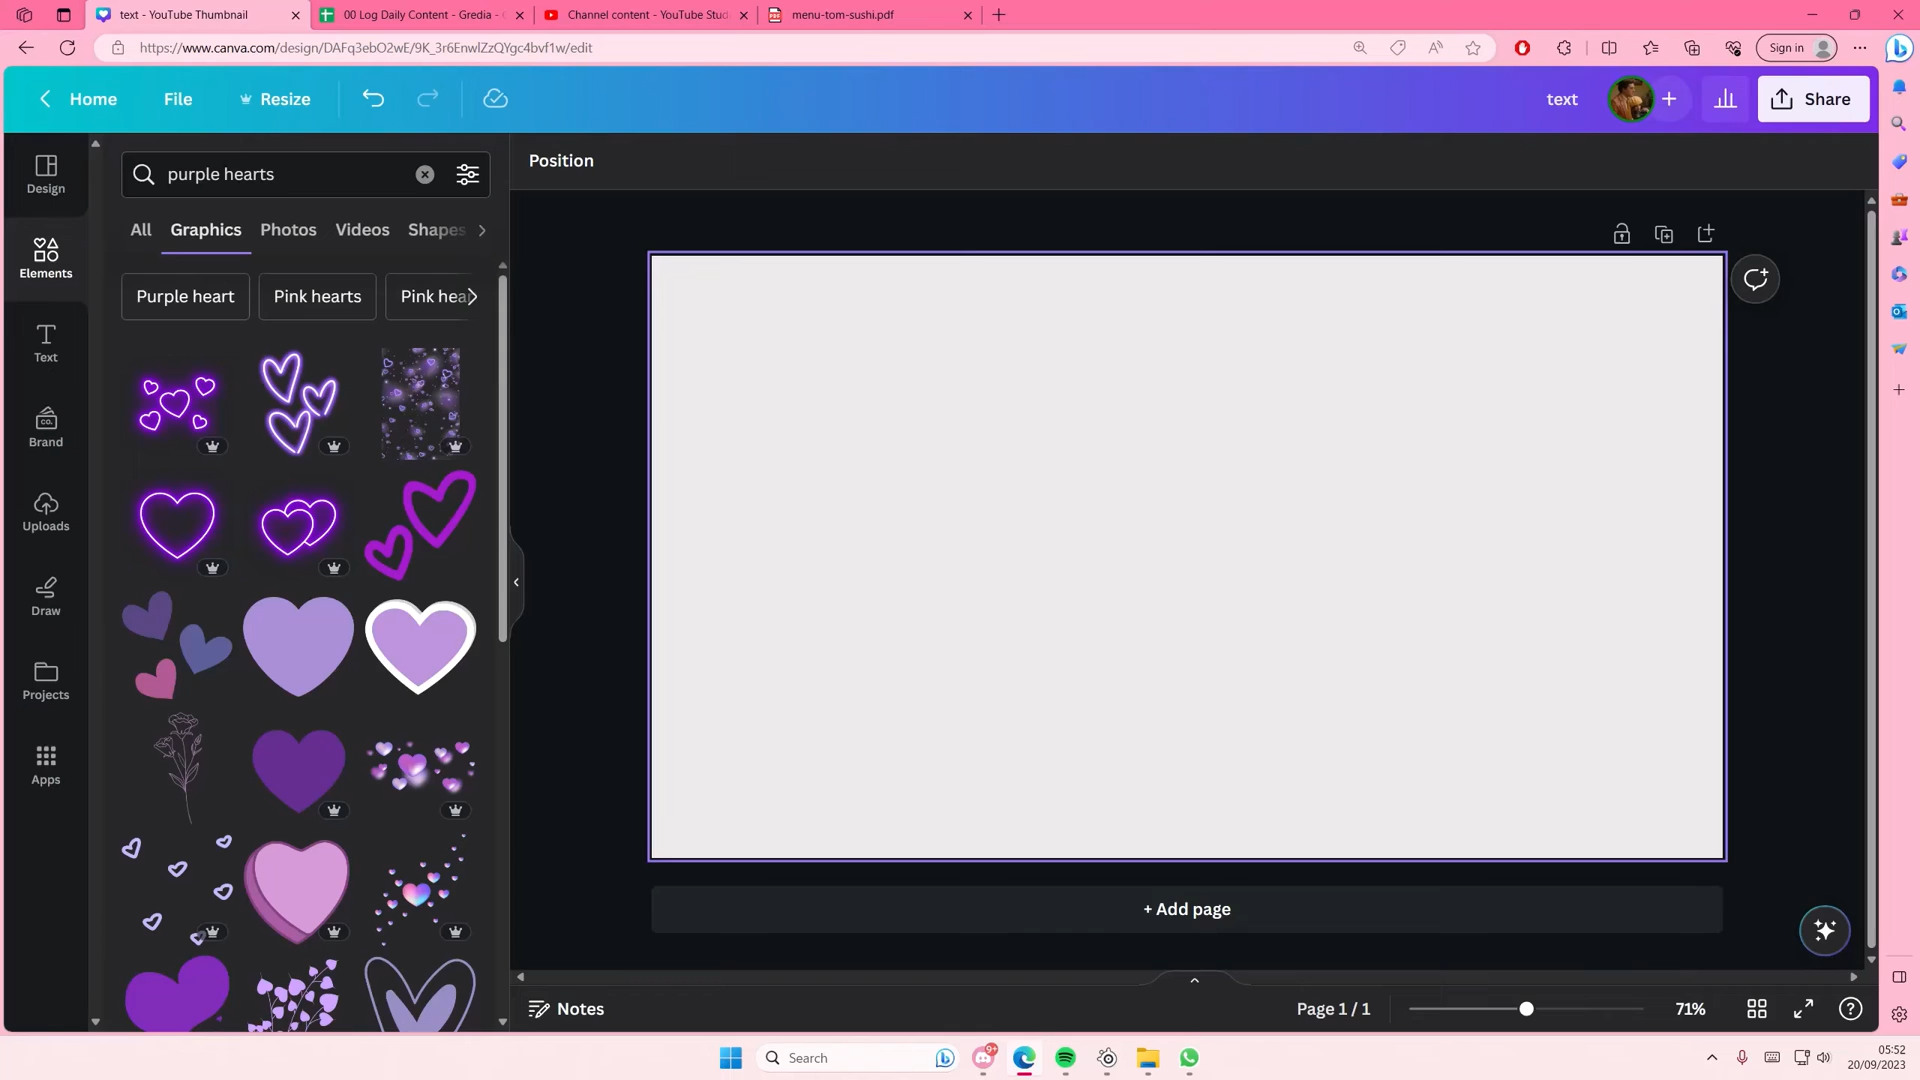 text - YouTube Thumbnail
00 Log Daily Content - Gredia -
Channel content - YouTube Stud
menu-tom-sushi.pdf
https://www.canva.com/design/DAFq3ebO2wE/9K_3r6EnwlZzQYgc4bvf1w/edit
Sign in
Home
File
Resize
text
Share
Design
Elements
Text
Brand
Uploads
Draw
Projects
Apps
purple hearts
All
Graphics
Photos
Videos
Shapes
Purple heart
Pink hearts
Pink hea
Position
+ Add page
Notes
Page 1 / 1
71%
Search
9+
05:52
20/09/2023